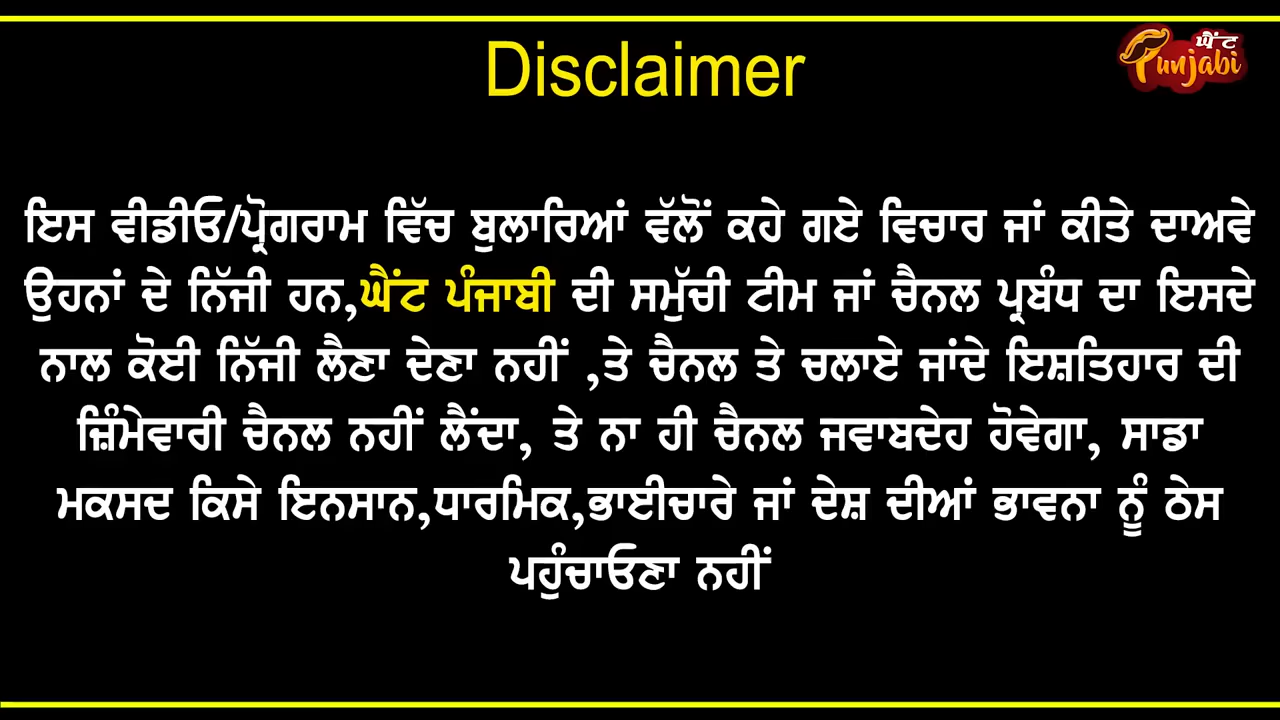 Disclaimer
ਘੈਂਟ
Punjabi
ਇਸ ਵੀਡੀਓ/ਪ੍ਰੋਗਰਾਮ ਵਿੱਚ ਬੁਲਾਰਿਆਂ ਵੱਲੋਂ ਕਹੇ ਗਏ ਵਿਚਾਰ ਜਾਂ ਕੀਤੇ ਦਾਅਵੇ
ਉਹਨਾਂ ਦੇ ਨਿੱਜੀ ਹਨ,ਘੈਂਟ ਪੰਜਾਬੀ ਦੀ ਸਮੁੱਚੀ ਟੀਮ ਜਾਂ ਚੈਨਲ ਪ੍ਰਬੰਧ ਦਾ ਇਸਦੇ
ਨਾਲ ਕੋਈ ਨਿੱਜੀ ਲੈਣਾ ਦੇਣਾ ਨਹੀਂ ,ਤੇ ਚੈਨਲ ਤੇ ਚਲਾਏ ਜਾਂਦੇ ਇਸ਼ਤਿਹਾਰ ਦੀ
ਜ਼ਿੰਮੇਵਾਰੀ ਚੈਨਲ ਨਹੀਂ ਲੈਂਦਾ, ਤੇ ਨਾ ਹੀ ਚੈਨਲ ਜਵਾਬਦੇਹ ਹੋਵੇਗਾ, ਸਾਡਾ
ਮਕਸਦ ਕਿਸੇ ਇਨਸਾਨ,ਧਾਰਮਿਕ,ਭਾਈਚਾਰੇ ਜਾਂ ਦੇਸ਼ ਦੀਆਂ ਭਾਵਨਾ ਨੂੰ ਠੇਸ
ਪਹੁੰਚਾਓਣਾ ਨਹੀਂ